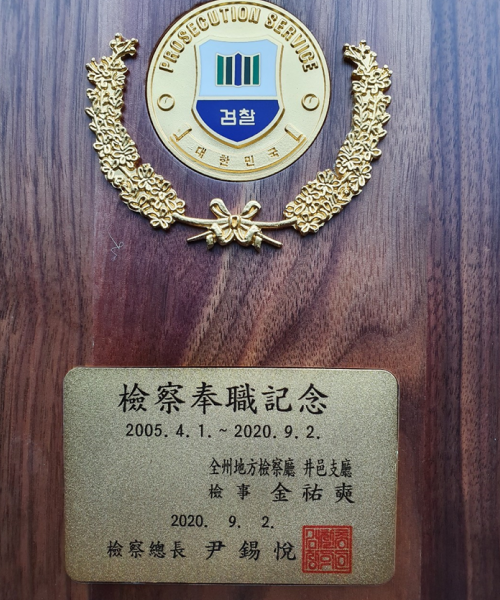 PROSECUTION SERVICE
검찰
대한민국
檢察奉職記念
2005. 4. 1. ~ 2020. 9. 2.
全州地方檢察廳 井邑支廳
檢事 金祐奭
2020. 9. 2.
檢察總長 尹錫悅